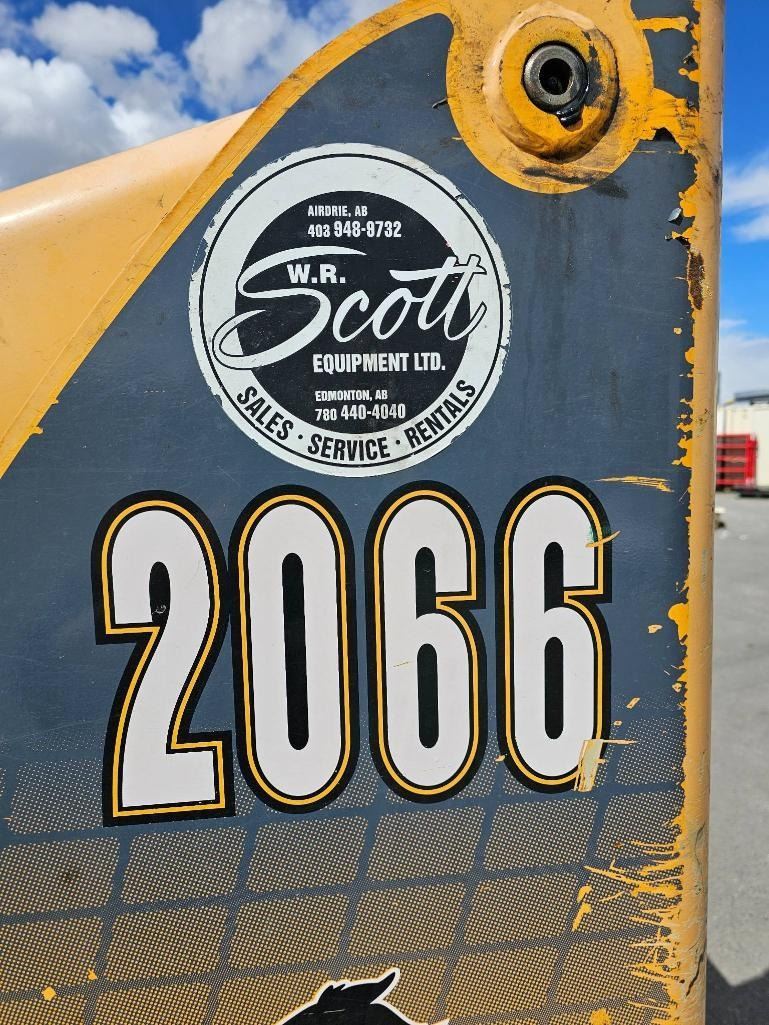 AIRDRIE, AB
403 948-9732
W.R.
Scott
EQUIPMENT LTD.
EDMONTON, AB
780 440-4040
SALES · SERVICE · RENTALS
2066